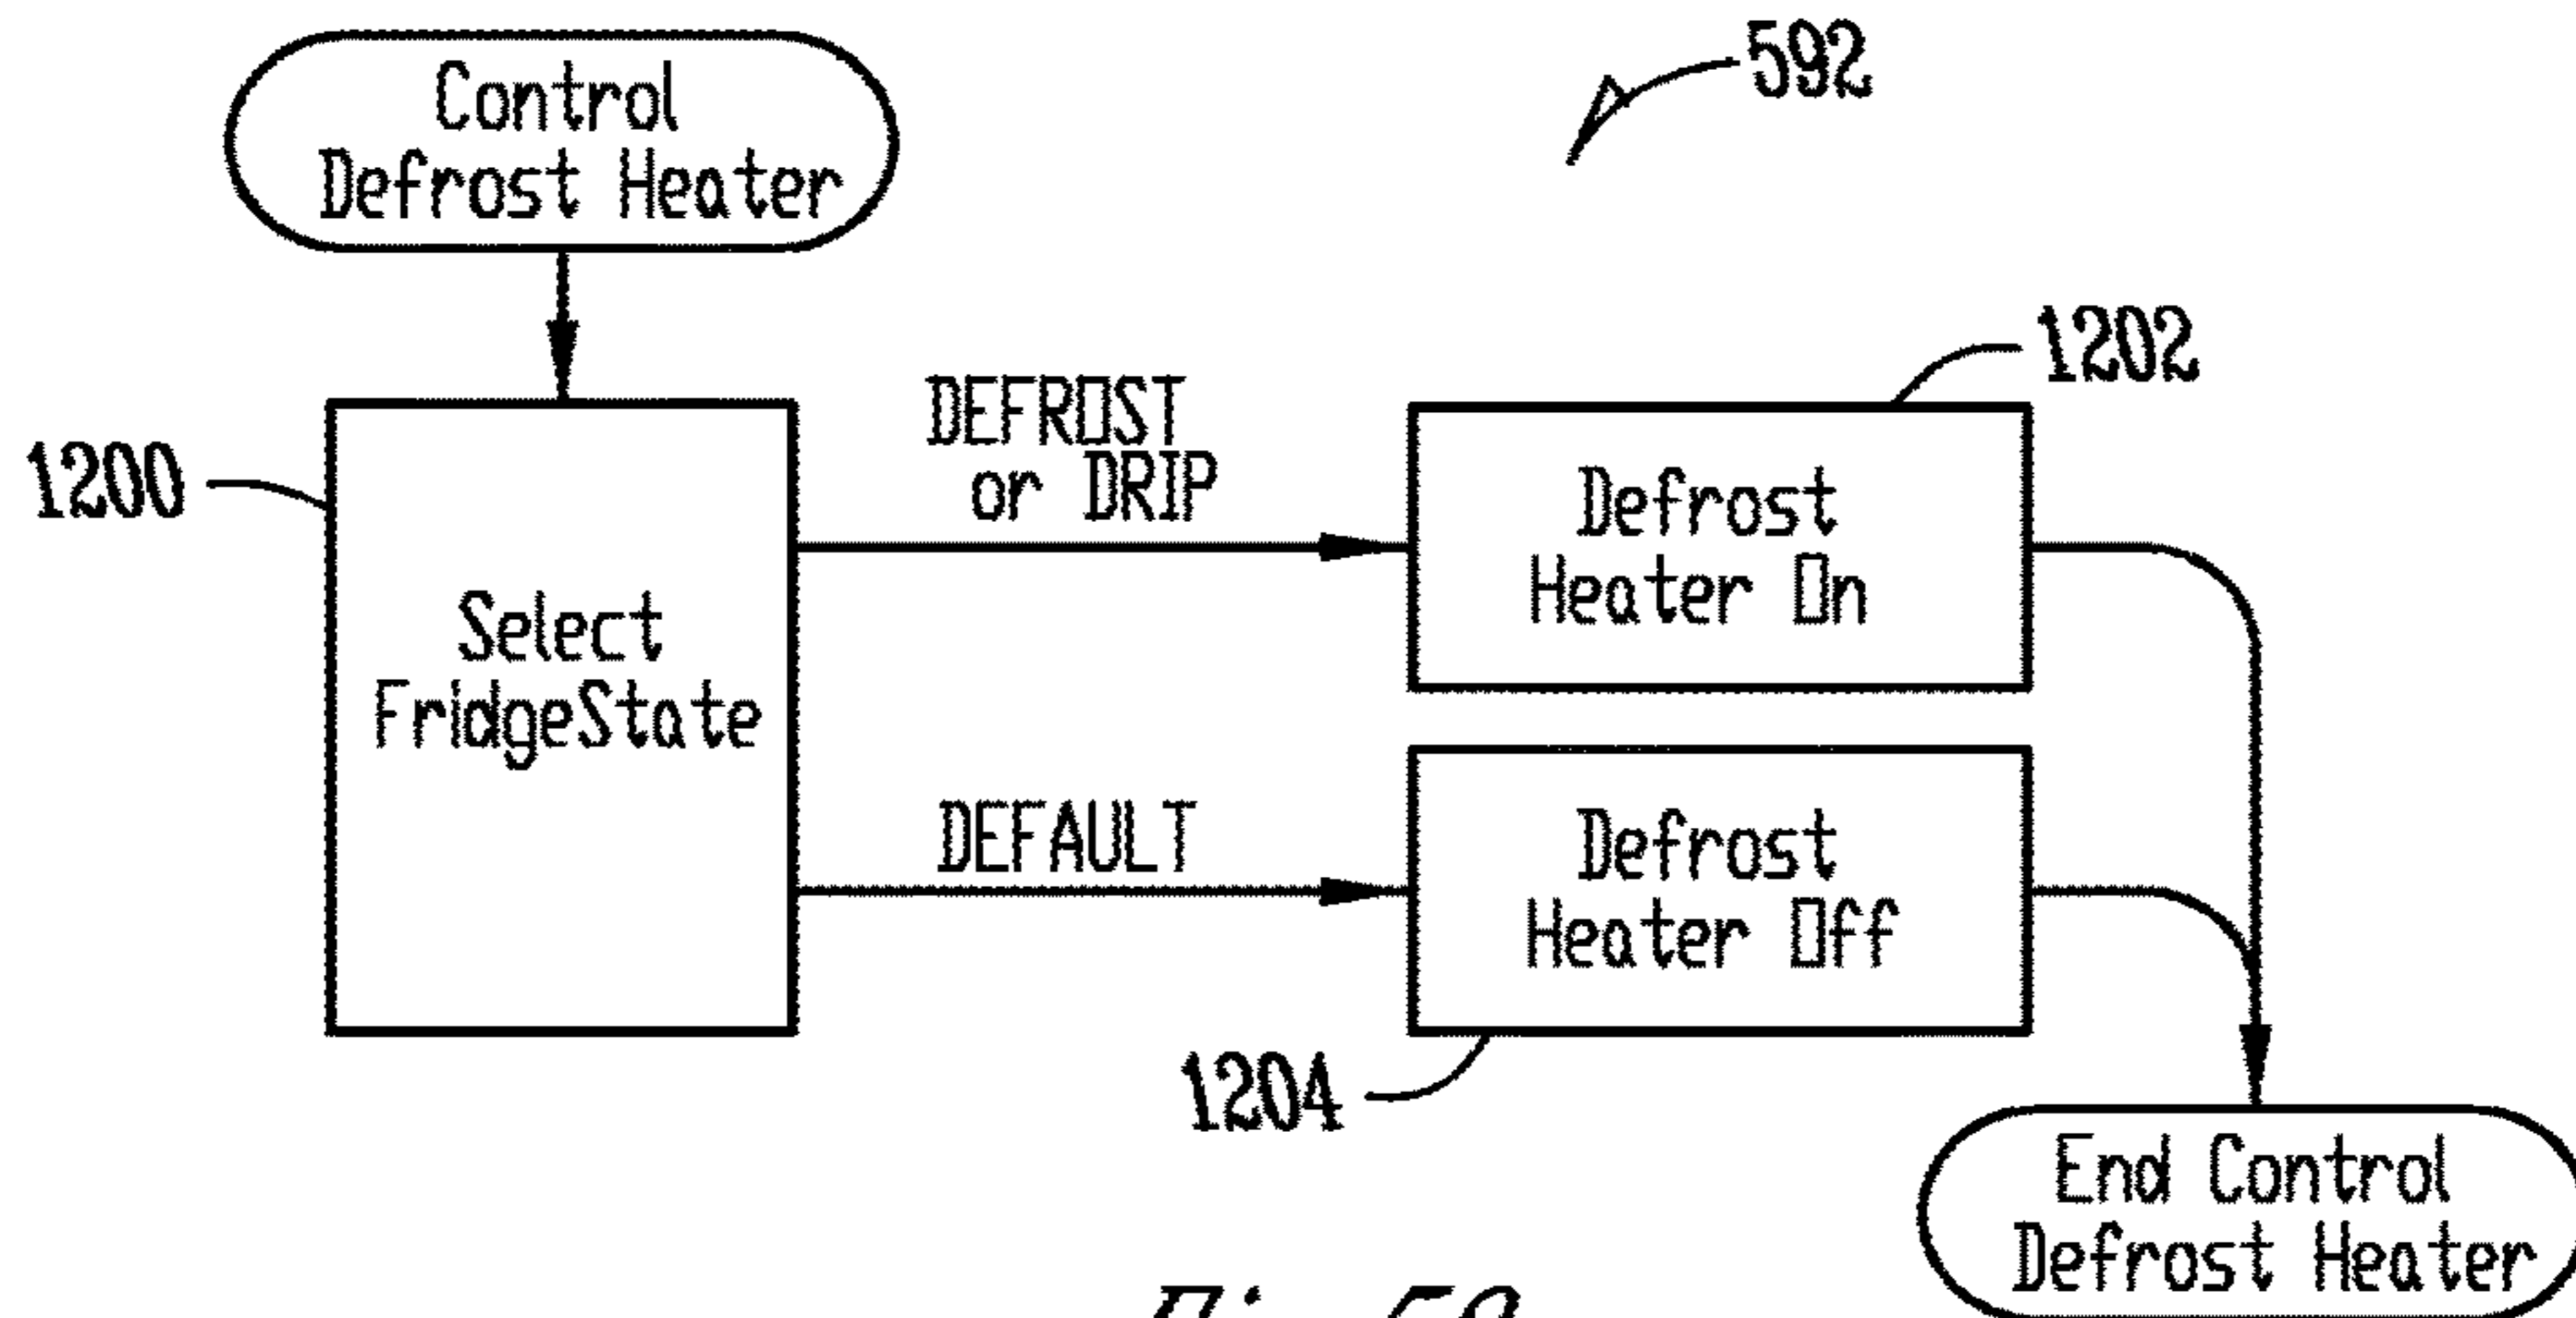 Control
Defrost Heater
592
1200
Select
FridgeState
DEFROST
or DRIP
DEFAULT
1202
Defrost
Heater On
Defrost
Heater Off
1204
End Control
Defrost Heater